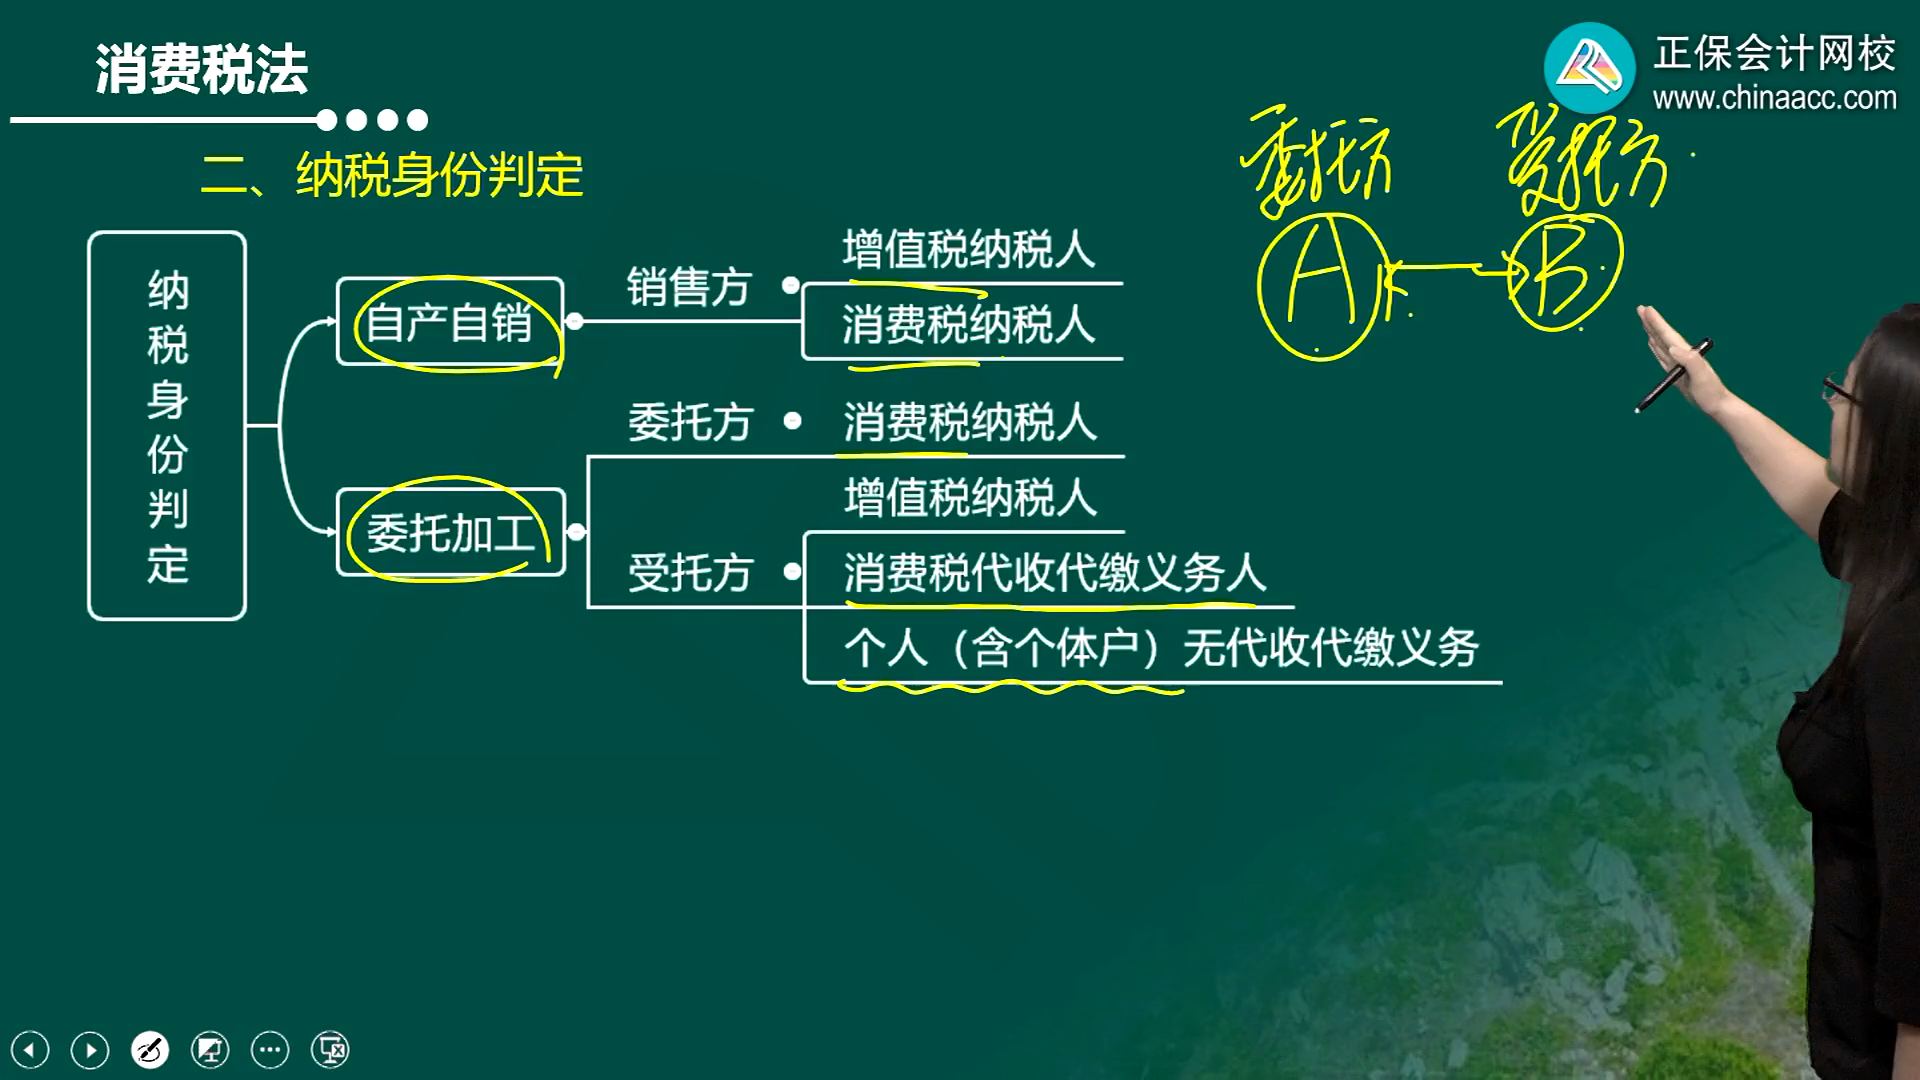 消费税法
正保会计网校
www.chinaacc.com
二、纳税身份判定
委托方
受托方
A
B
纳税身份判定
自产自销
销售方
增值税纳税人
消费税纳税人
委托加工
委托方
消费税纳税人
受托方
增值税纳税人
消费税代收代缴义务人
个人（含个体户）无代收代缴义务